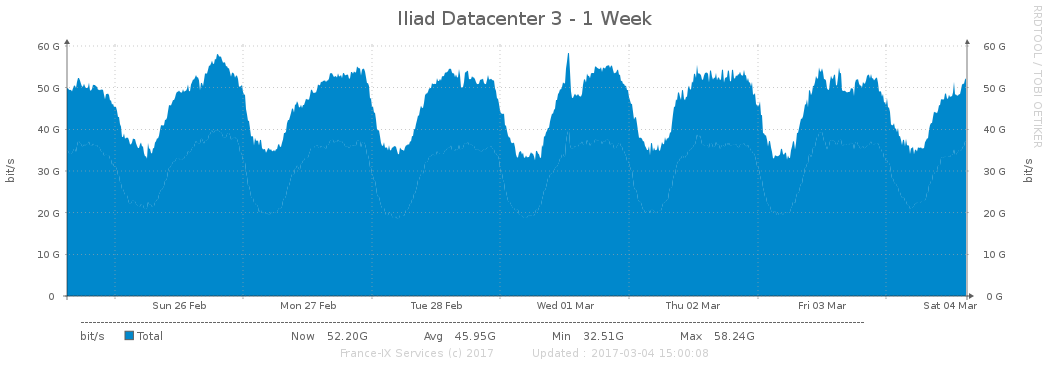 Iliad Datacenter 3 - 1 Week
RRDTOOL / TOBI OETIKER
60 G 60 G
50 G 50 G
40 G 40 G
30 G 30 G
20 G 20 G
10 G 10 G
0 0 G
bit/s bit/s
Sun 26 Feb Mon 27 Feb Tue 28 Feb Wed 01 Mar Thu 02 Mar Fri 03 Mar Sat 04 Mar
bit/s Total Now 52.20G Avg 45.95G Min 32.51G Max 58.24G
France-IX Services (c) 2017 Updated : 2017-03-04 15:00:08